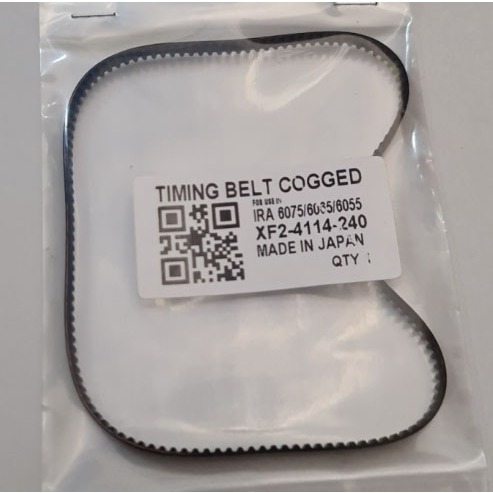 TIMING BELT COGGED
FOR USE IN
IRA 6075/6065/6055
XF2-4114-240
MADE IN JAPAN
QTY